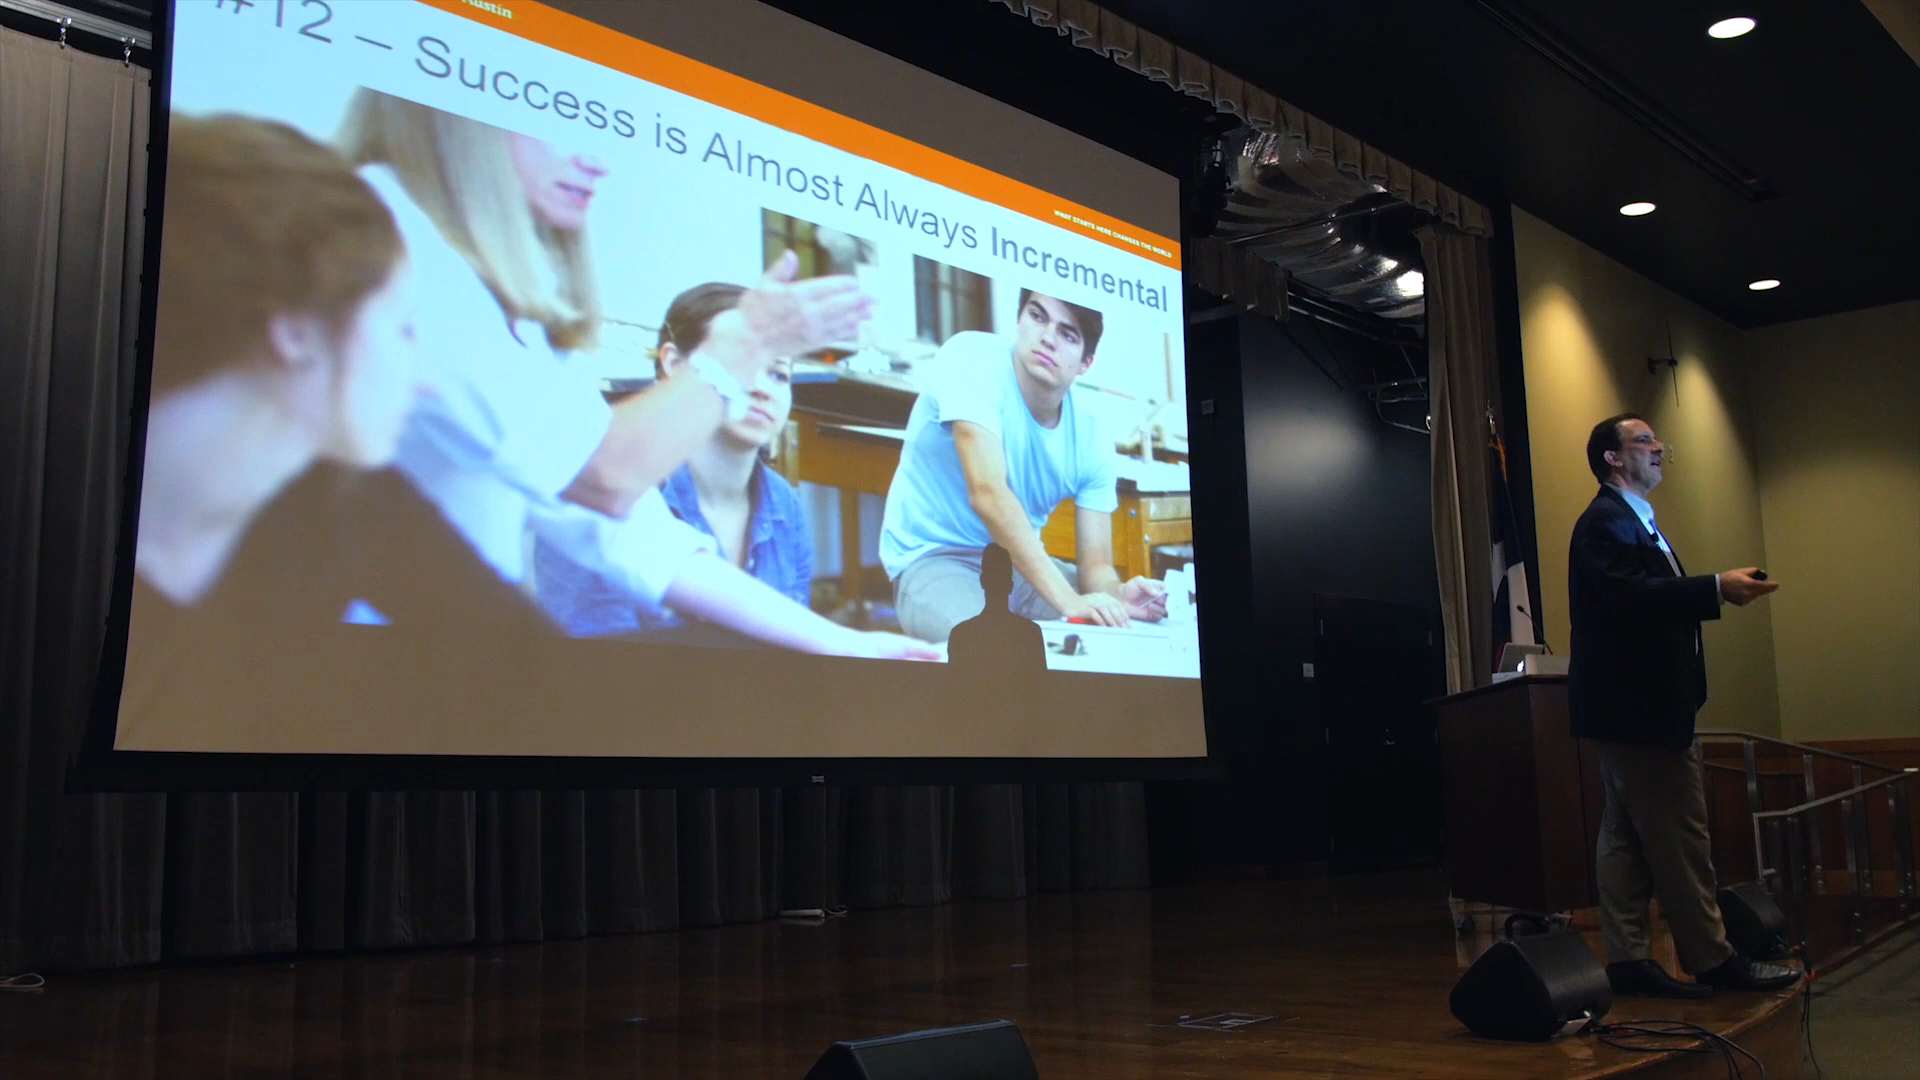 Austin
#12 – Success is Almost Always Incremental
WHAT STARTS HERE CHANGES THE WORLD